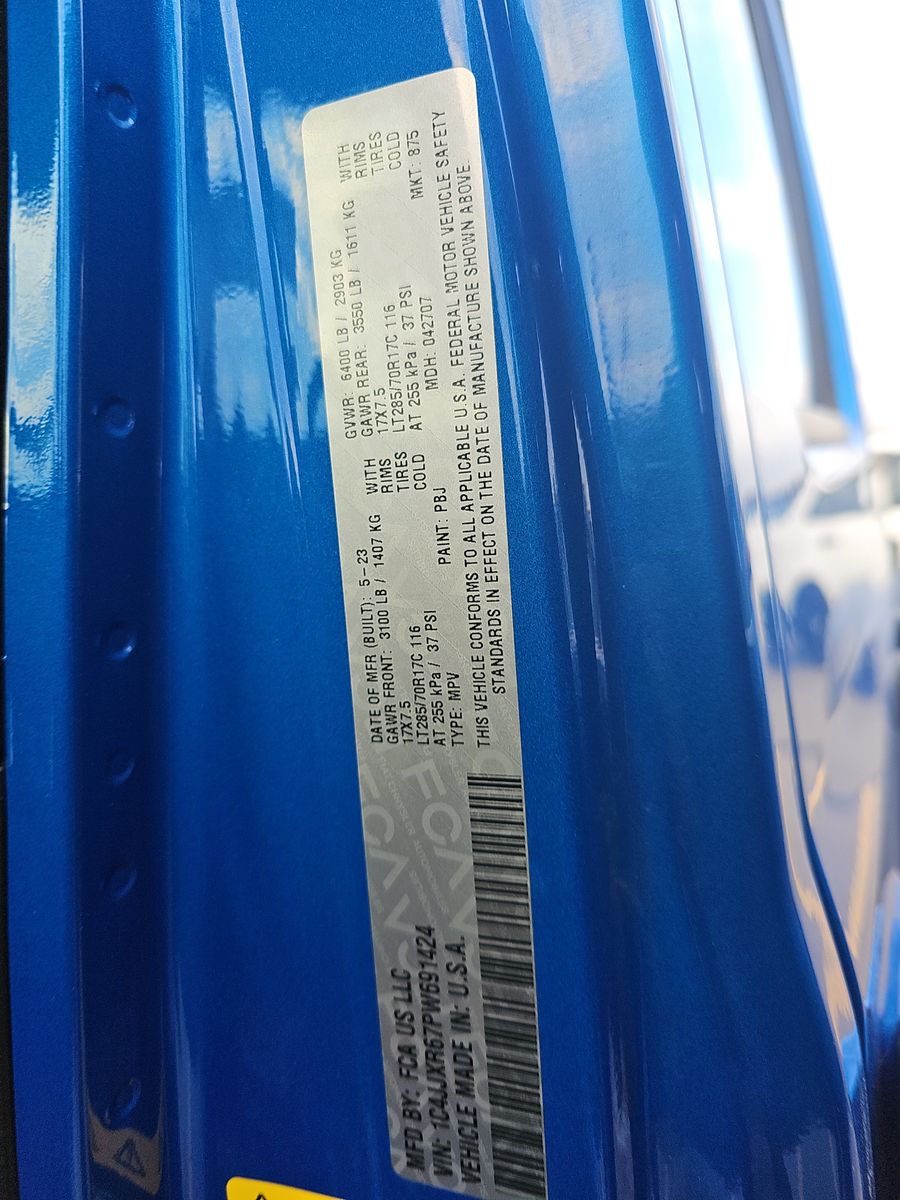 MFD BY: FCA US LLC
VIN: 1C4JJXR67PW691424
VEHICLE MADE IN: U.S.A.
DATE OF MFR (BUILT): 5-23
GAWR FRONT: 3100 LB / 1407 KG WITH
17X7.5 RIMS
LT285/70R17C 116 TIRES
AT 255 kPa / 37 PSI COLD
TYPE: MPV PAINT: PBJ
GVWR: 6400 LB / 2903 KG
GAWR REAR: 3550 LB / 1611 KG WITH
17X7.5 RIMS
LT285/70R17C 116 TIRES
AT 255 kPa / 37 PSI COLD
MDH: 042707 MKT: 875
THIS VEHICLE CONFORMS TO ALL APPLICABLE U.S.A. FEDERAL MOTOR VEHICLE SAFETY
STANDARDS IN EFFECT ON THE DATE OF MANUFACTURE SHOWN ABOVE.